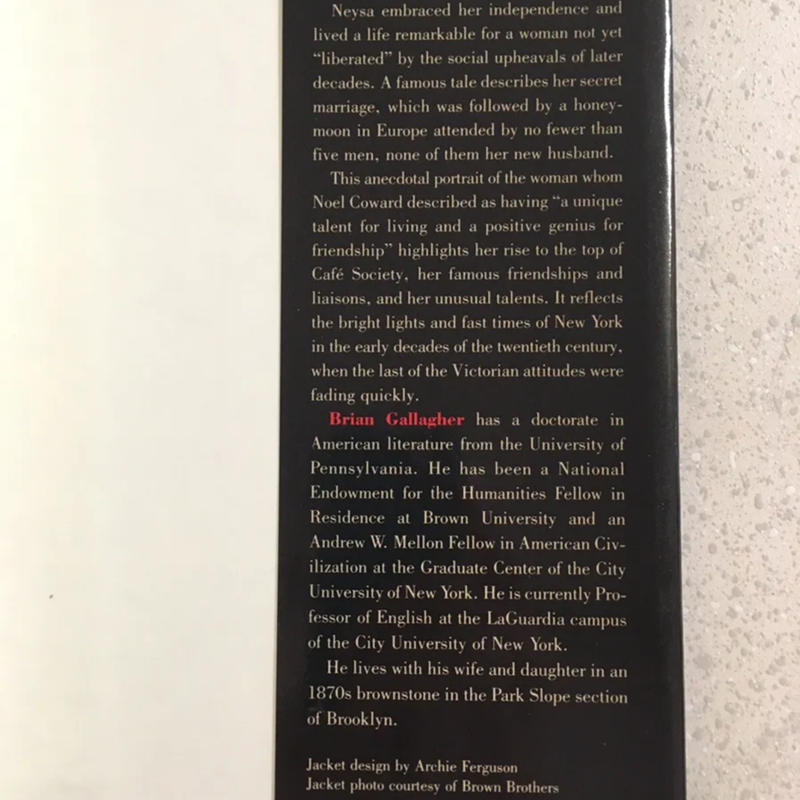 Neysa embraced her independence and
lived a life remarkable for a woman not yet
“liberated” by the social upheavals of later
decades. A famous tale describes her secret
marriage, which was followed by a honey-
moon in Europe attended by no fewer than
five men, none of them her new husband.
This anecdotal portrait of the woman whom
Noel Coward described as having “a unique
talent for living and a positive genius for
friendship” highlights her rise to the top of
Café Society, her famous friendships and
liaisons, and her unusual talents. It reflects
the bright lights and fast times of New York
in the early decades of the twentieth century,
when the last of the Victorian attitudes were
fading quickly.
Brian Gallagher has a doctorate in
American literature from the University of
Pennsylvania. He has been a National
Endowment for the Humanities Fellow in
Residence at Brown University and an
Andrew W. Mellon Fellow in American Civ-
ilization at the Graduate Center of the City
University of New York. He is currently Pro-
fessor of English at the LaGuardia campus
of the City University of New York.
He lives with his wife and daughter in an
1870s brownstone in the Park Slope section
of Brooklyn.
Jacket design by Archie Ferguson
Jacket photo courtesy of Brown Brothers